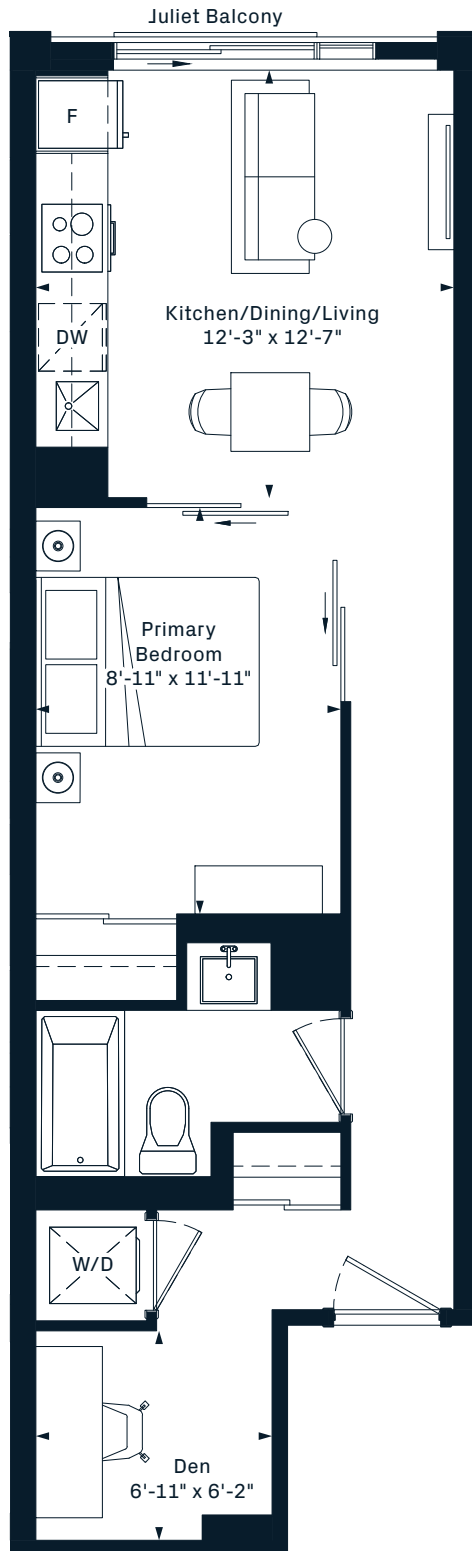 Juliet Balcony
F
Kitchen/Dining/Living
12'-3" x 12'-7"
DW
Primary
Bedroom
8'-11" x 11'-11"
W/D
Den
6'-11" x 6'-2"